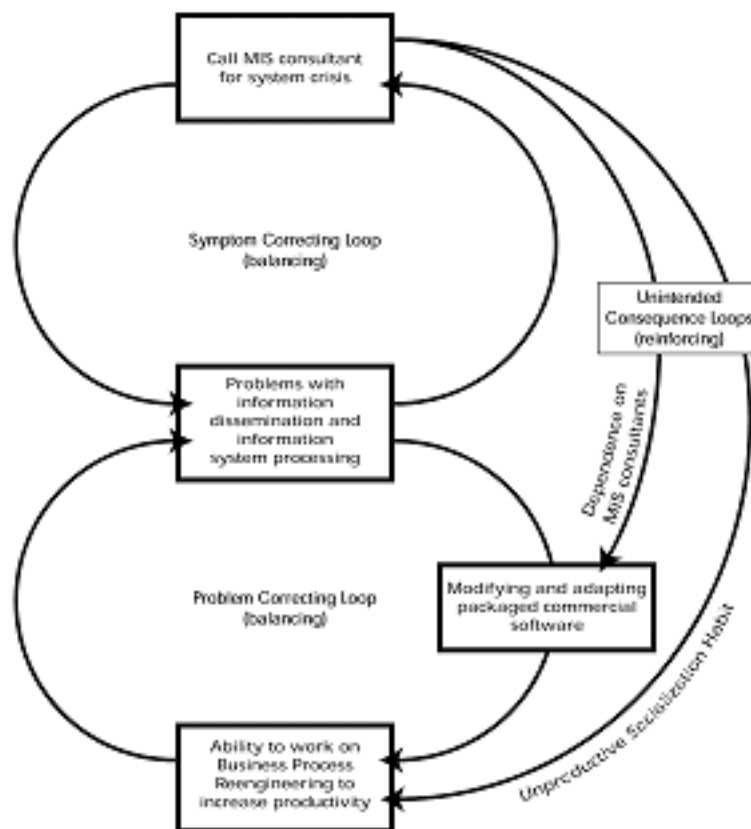 Call MIS consultant
for system crisis
Symptom Correcting Loop
(balancing)
Unintended
Consequence Loops
(reinforcing)
Problems with
information
dissemination and
information
system processing
Dependence on
MIS consultants
Problem Correcting Loop
(balancing)
Modifying and adapting
packaged commercial
software
Ability to work on
Business Process
Reengineering to
increase productivity
Unproductive Socialization Habit